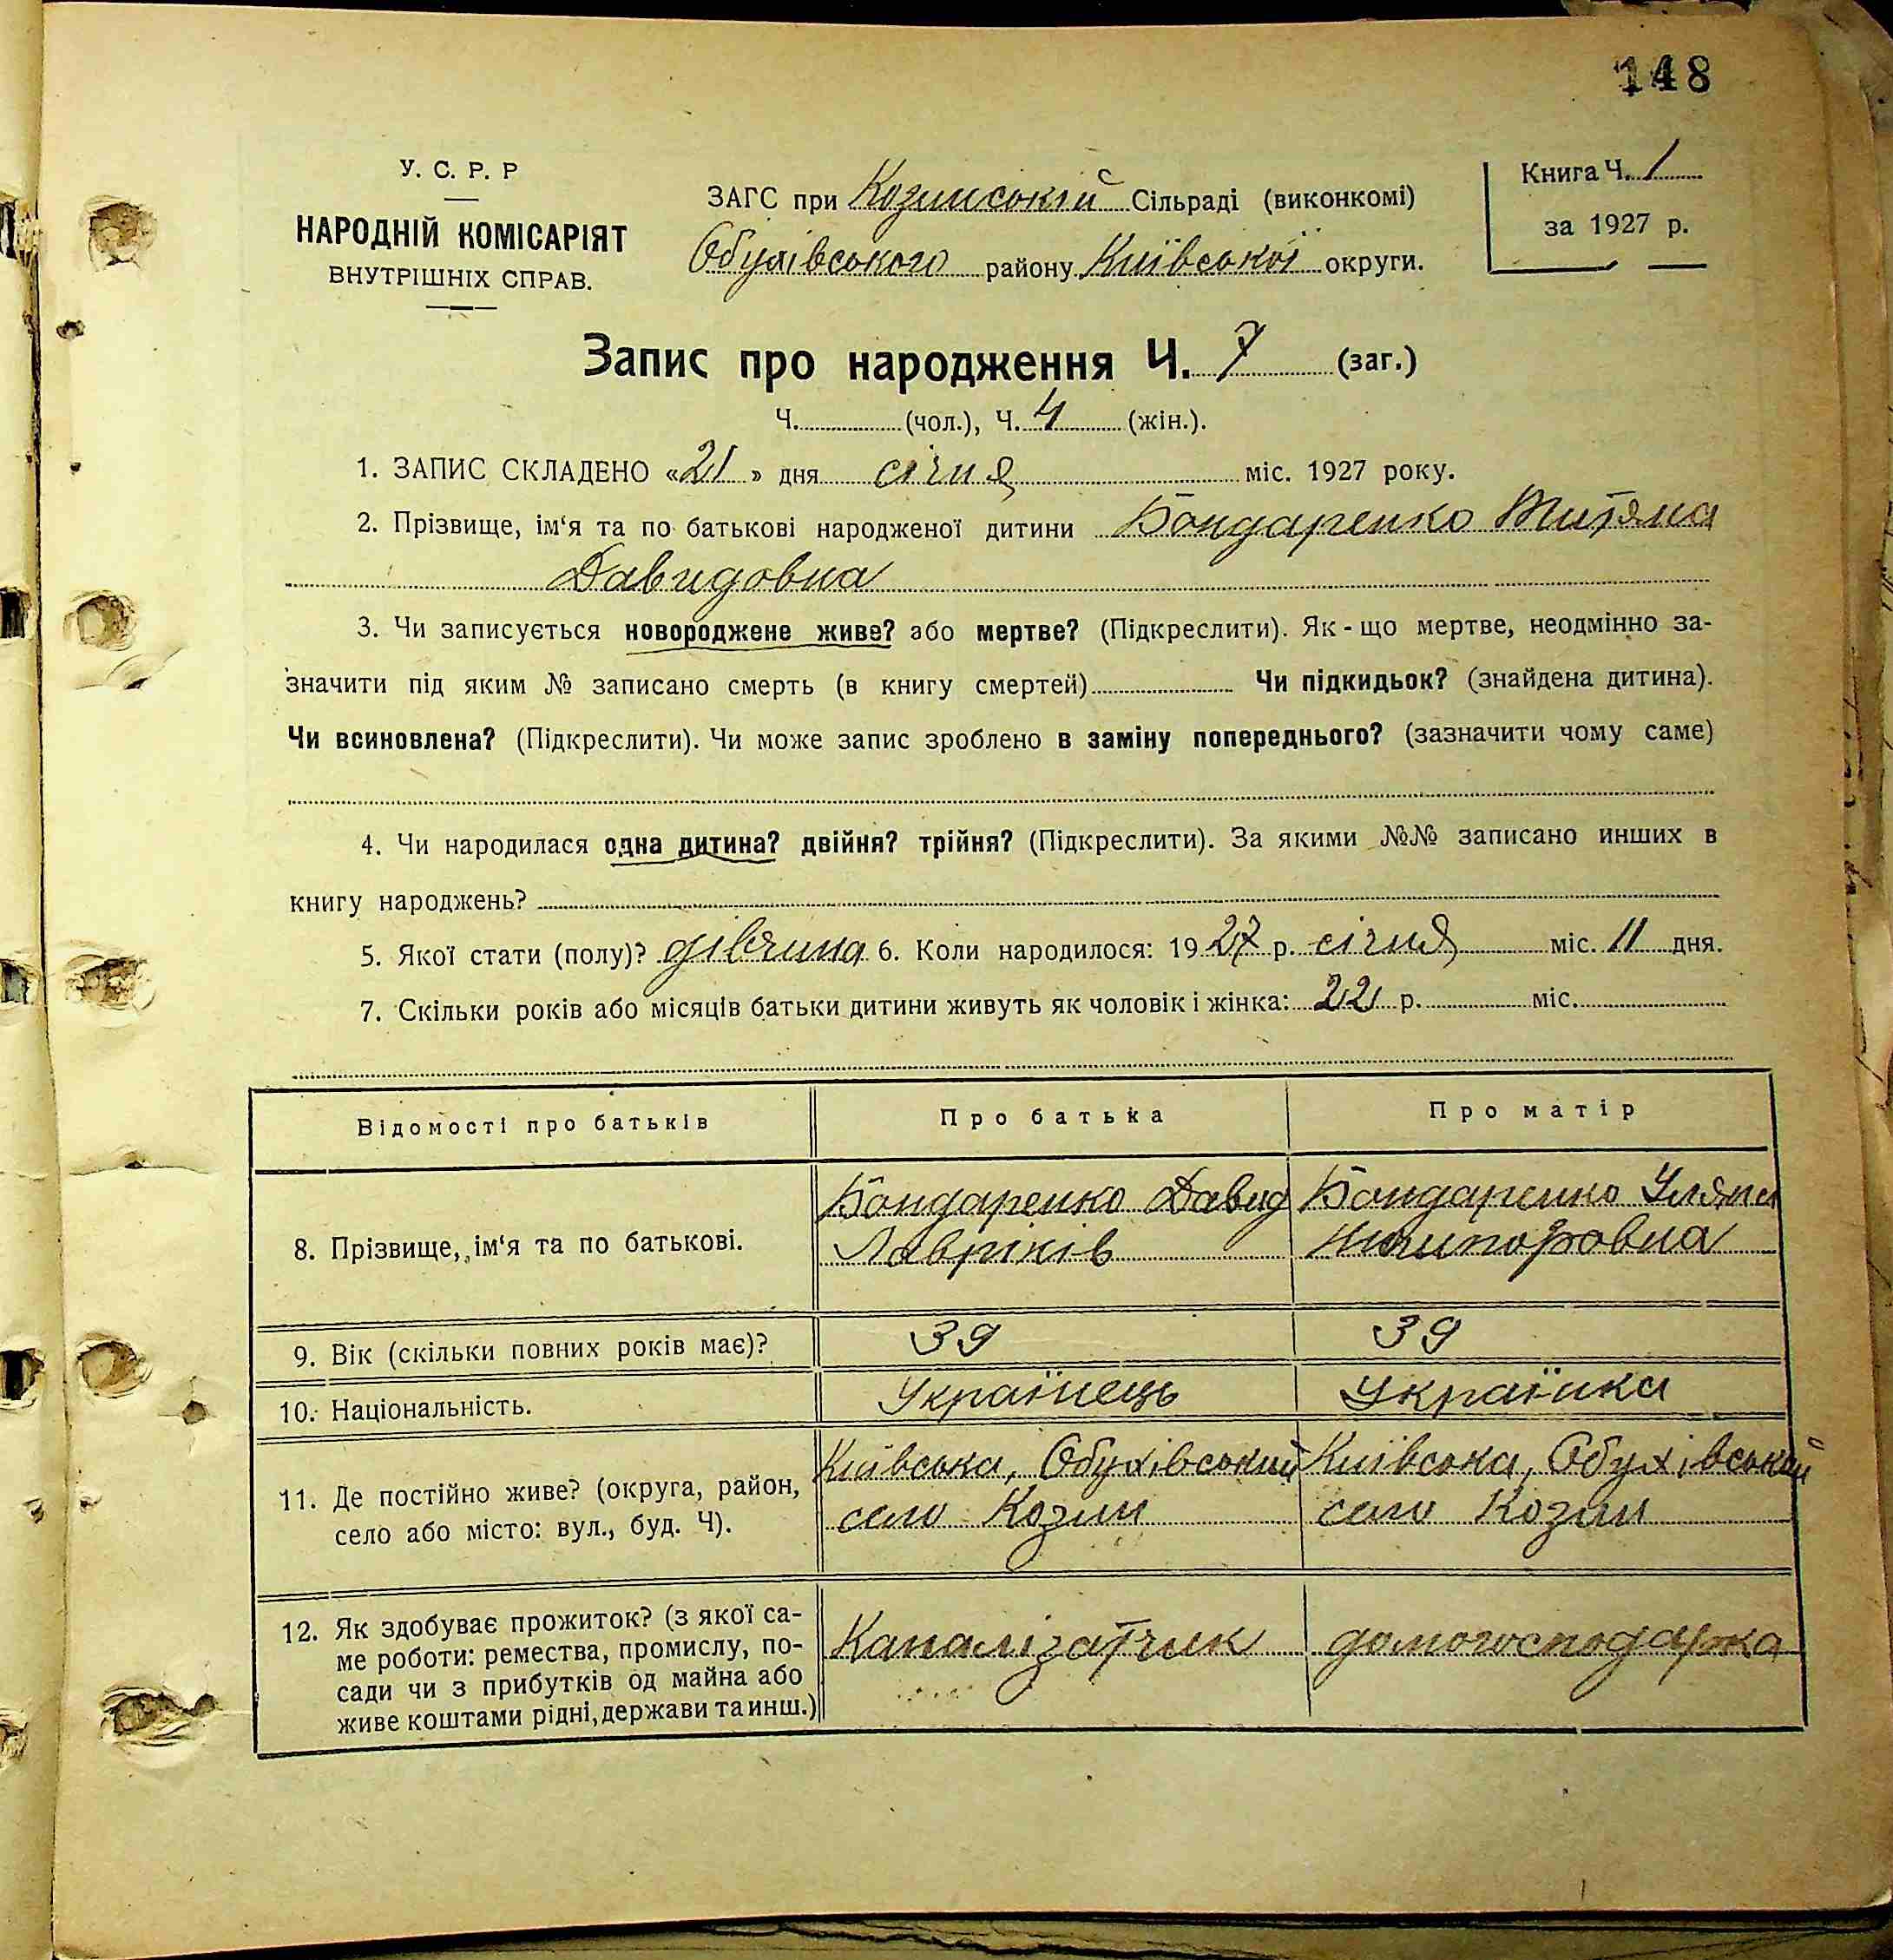 148
У. С. Р. Р
НАРОДНІЙ КОМІСАРІЯТ
ВНУТРІШНІХ СПРАВ.
ЗАГС при Козинській Сільраді (виконкомі)
Обухівського району Київської округи.
Книга Ч. 1
за 1927 р.
Запис про народження Ч. 7 (заг.)
Ч. (чол.), Ч. 4 (жін.).
1. ЗАПИС СКЛАДЕНО «21» дня січня міс. 1927 року.
2. Прізвище, ім‘я та по батькові народженої дитини Бондаренко
Давидовна
3. Чи записується новороджене живе? або мертве? (Підкреслити). Як-що мертве, неодмінно за-
значити під яким № записано смерть (в книгу смертей) Чи підкидьок? (знайдена дитина).
Чи всиновлена? (Підкреслити). Чи може запис зроблено в заміну попереднього? (зазначити чому саме)
4. Чи народилася одна дитина? двійня? трійня? (Підкреслити). За якими №№ записано инших в
книгу народжень?
5. Якої стати (полу)? дівчина 6. Коли народилося: 1927 р. січня міс. 11 дня.
7. Скільки років або місяців батьки дитини живуть як чоловік і жінка: 22 р. міс.
Відомості про батьків
Про батька
Про матір
8. Прізвище, ім‘я та по батькові.
Бондаренко Давид
Лавріків
Бондаренко Уляна
Ничипоровна
9. Вік (скільки повних років має)?
39
39
10. Національність.
Українець
Українка
11. Де постійно живе? (округа, район,
село або місто: вул., буд. Ч).
Київська, Обухівський
село Козин
Київська, Обухівський
село Козин
12. Як здобуває прожиток? (з якої са-
ме роботи: ремества, промислу, по-
сади чи з прибутків од майна або
живе коштами рідні, держави та инш.)
Каналізатчик
домогосподарка